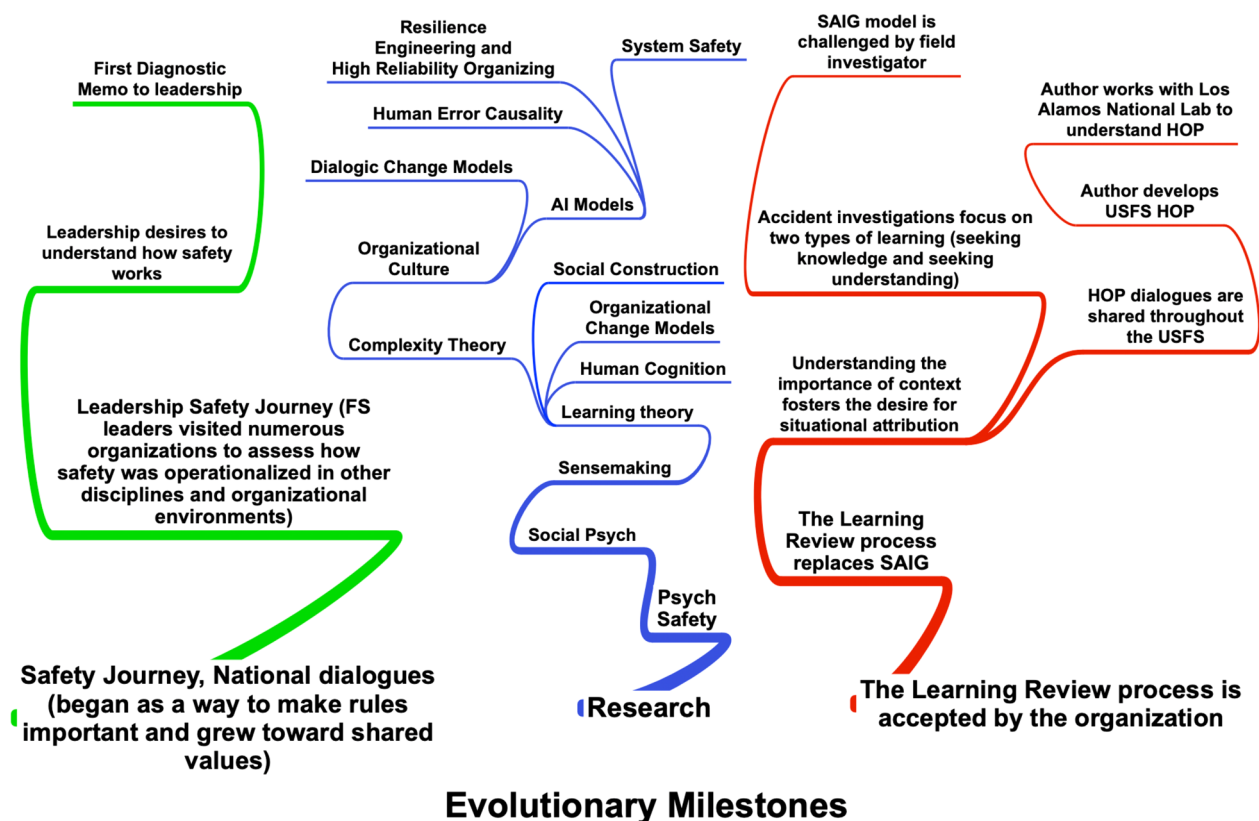 First Diagnostic
Memo to leadership
Leadership desires to
understand how safety
works
Leadership Safety Journey (FS
leaders visited numerous
organizations to assess how
safety was operationalized in other
disciplines and organizational
environments)
Safety Journey, National dialogues
(began as a way to make rules
important and grew toward shared
values)
Resilience
Engineering and
High Reliability Organizing
System Safety
Human Error Causality
Dialogic Change Models
AI Models
Organizational
Culture
Social Construction
Organizational
Change Models
Complexity Theory
Human Cognition
Learning theory
Sensemaking
Social Psych
Psych
Safety
Research
SAIG model is
challenged by field
investigator
Author works with Los
Alamos National Lab to
understand HOP
Author develops
USFS HOP
Accident investigations focus on
two types of learning (seeking
knowledge and seeking
understanding)
HOP dialogues are
shared throughout
the USFS
Understanding the
importance of context
fosters the desire for
situational attribution
The Learning
Review process
replaces SAIG
The Learning Review process is
accepted by the organization
Evolutionary Milestones